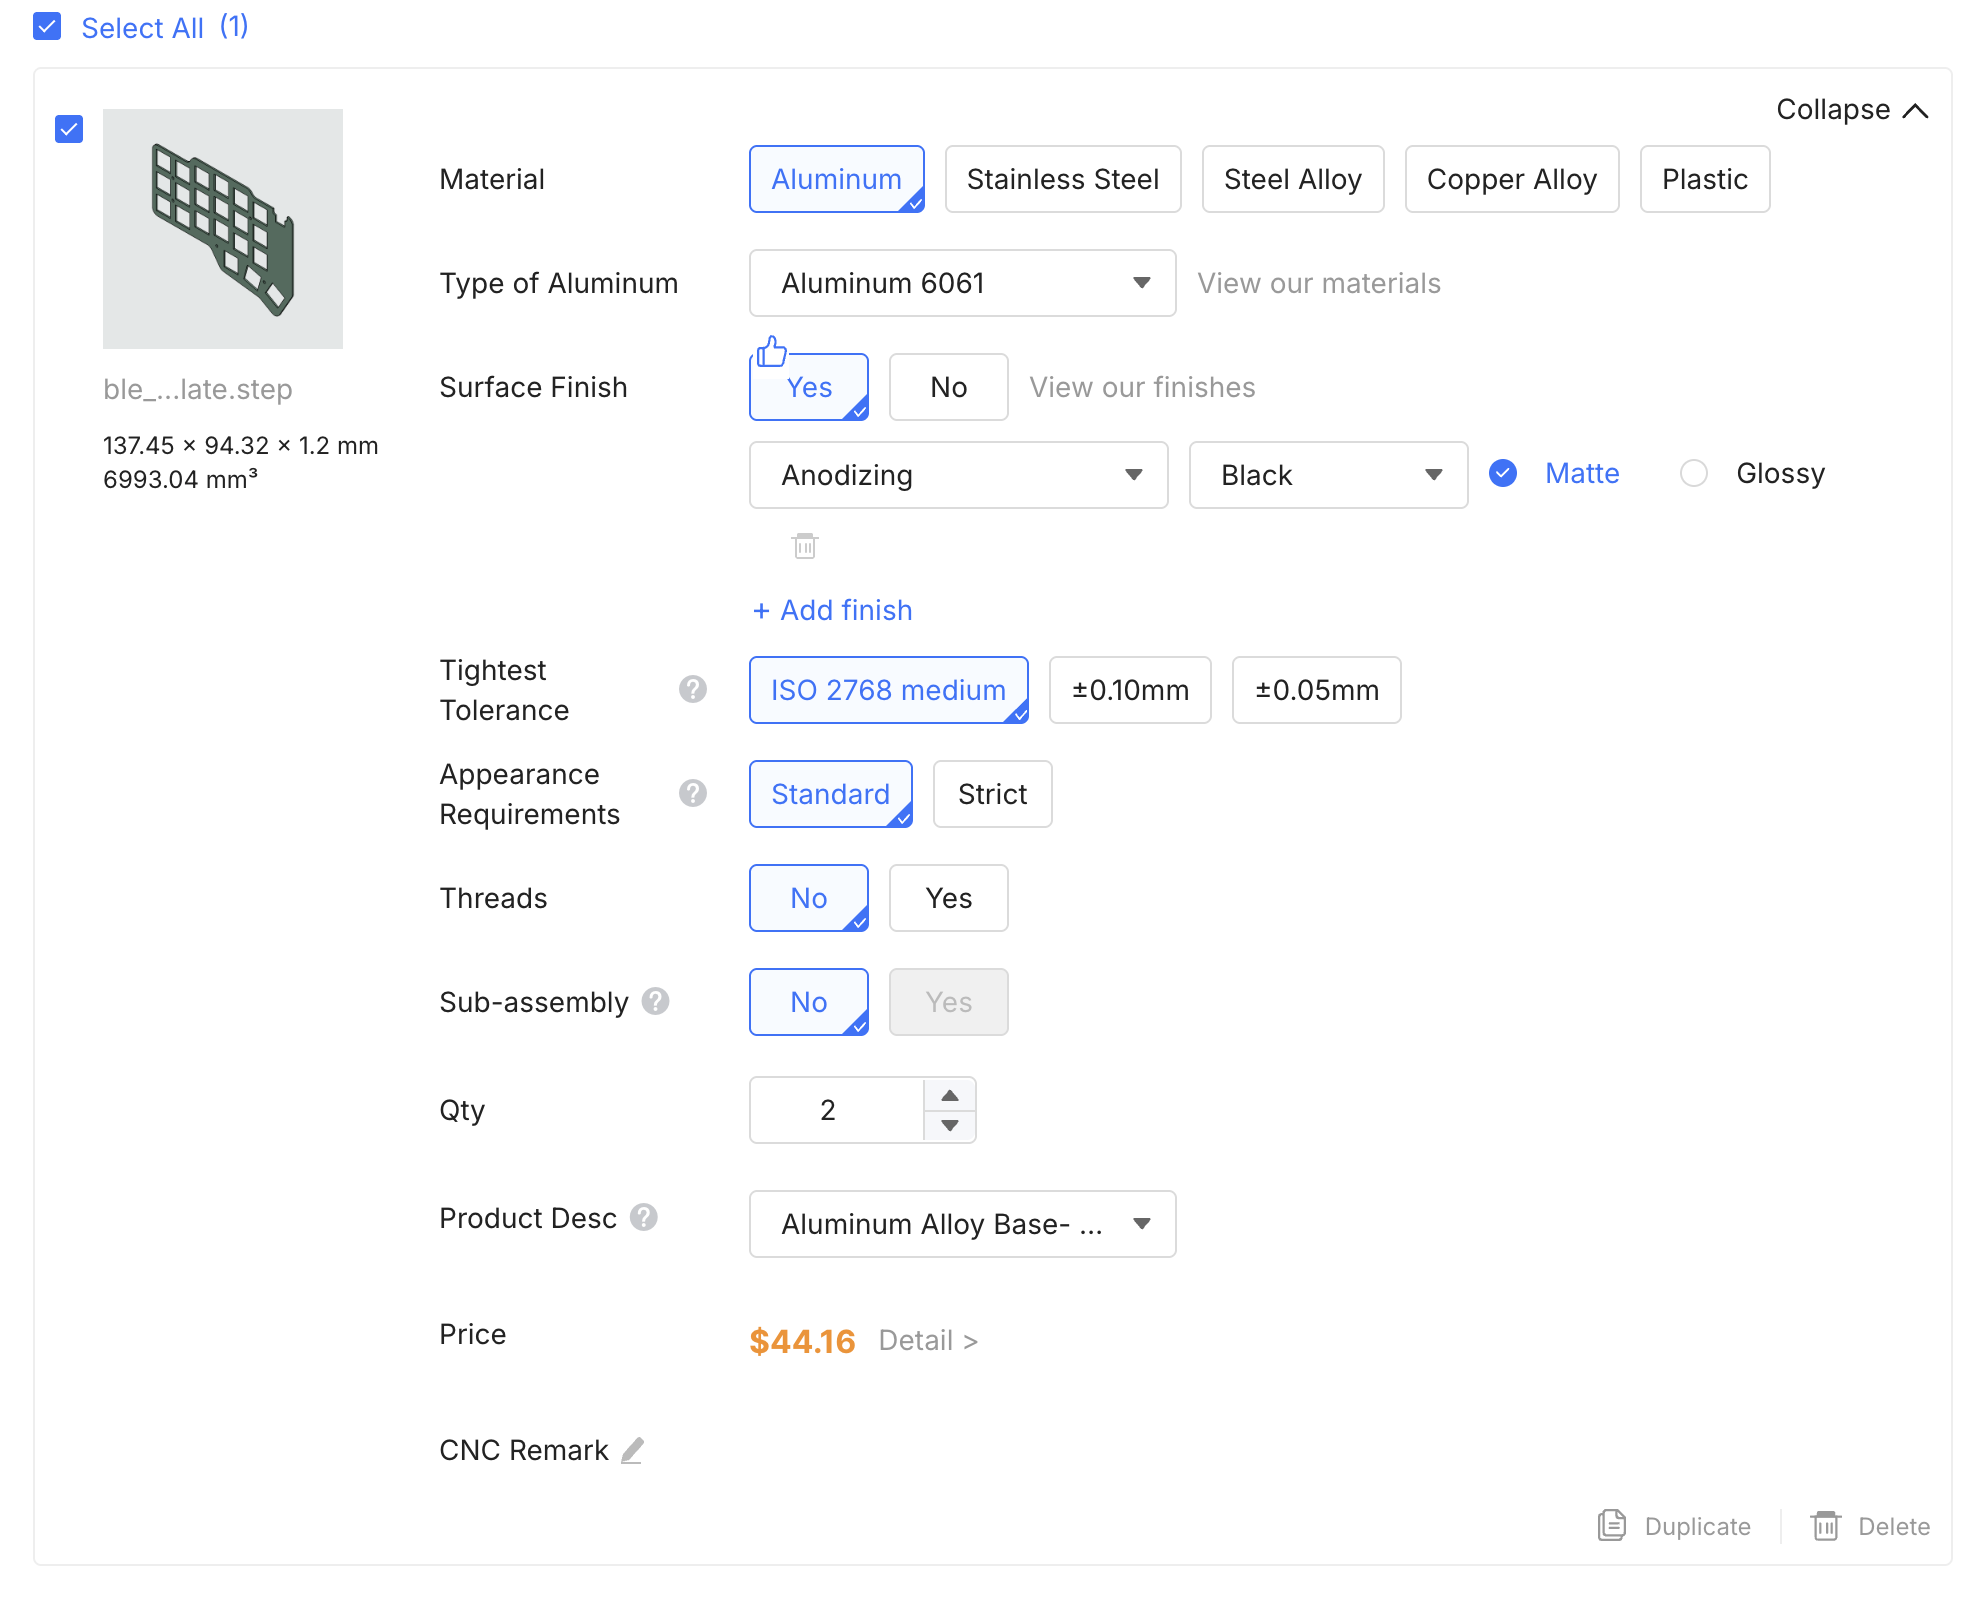 Select All (1)
Collapse
Material
Aluminum
Stainless Steel
Steel Alloy
Copper Alloy
Plastic
Type of Aluminum
Aluminum 6061
View our materials
ble_...late.step
137.45 × 94.32 × 1.2 mm
6993.04 mm³
Surface Finish
Yes
No
View our finishes
Anodizing
Black
Matte
Glossy
+ Add finish
Tightest
Tolerance
?
ISO 2768 medium
±0.10mm
±0.05mm
Appearance
Requirements
?
Standard
Strict
Threads
No
Yes
Sub-assembly ?
No
Yes
Qty
2
Product Desc ?
Aluminum Alloy Base- ...
Price
$44.16
Detail >
CNC Remark
Duplicate
Delete